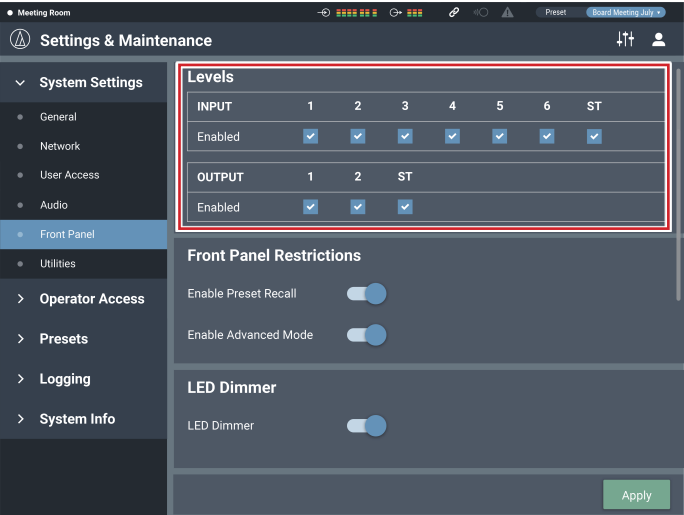 Meeting Room
Preset
Board Meeting July
Settings & Maintenance
System Settings
General
Network
User Access
Audio
Front Panel
Utilities
Operator Access
Presets
Logging
System Info
Levels
INPUT 1 2 3 4 5 6 ST
Enabled
OUTPUT 1 2 ST
Enabled
Front Panel Restrictions
Enable Preset Recall
Enable Advanced Mode
LED Dimmer
LED Dimmer
Apply